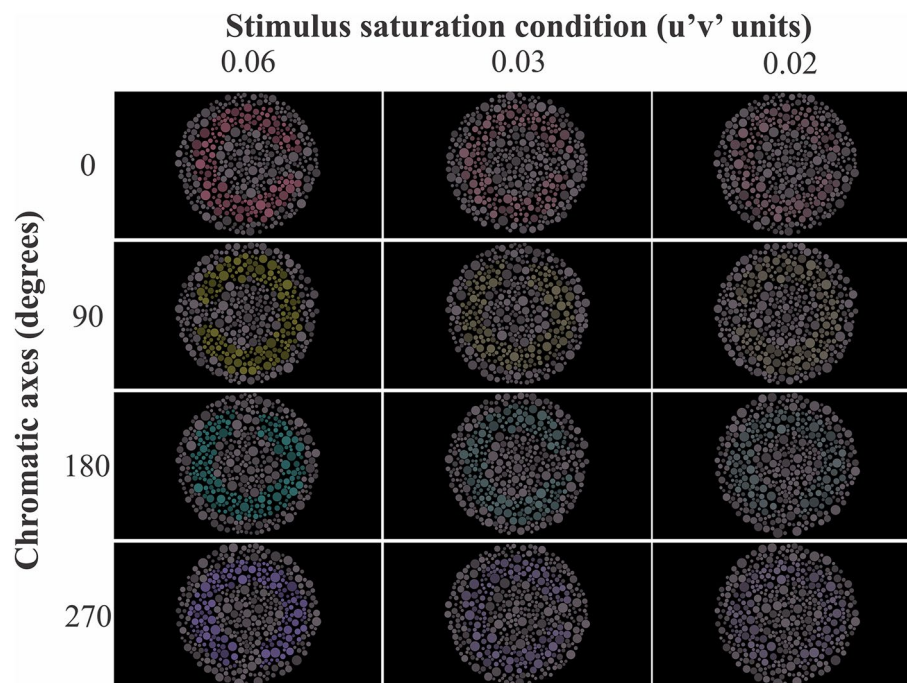 Stimulus saturation condition (u'v' units)
0.06 0.03 0.02
Chromatic axes (degrees)
0
90
180
270